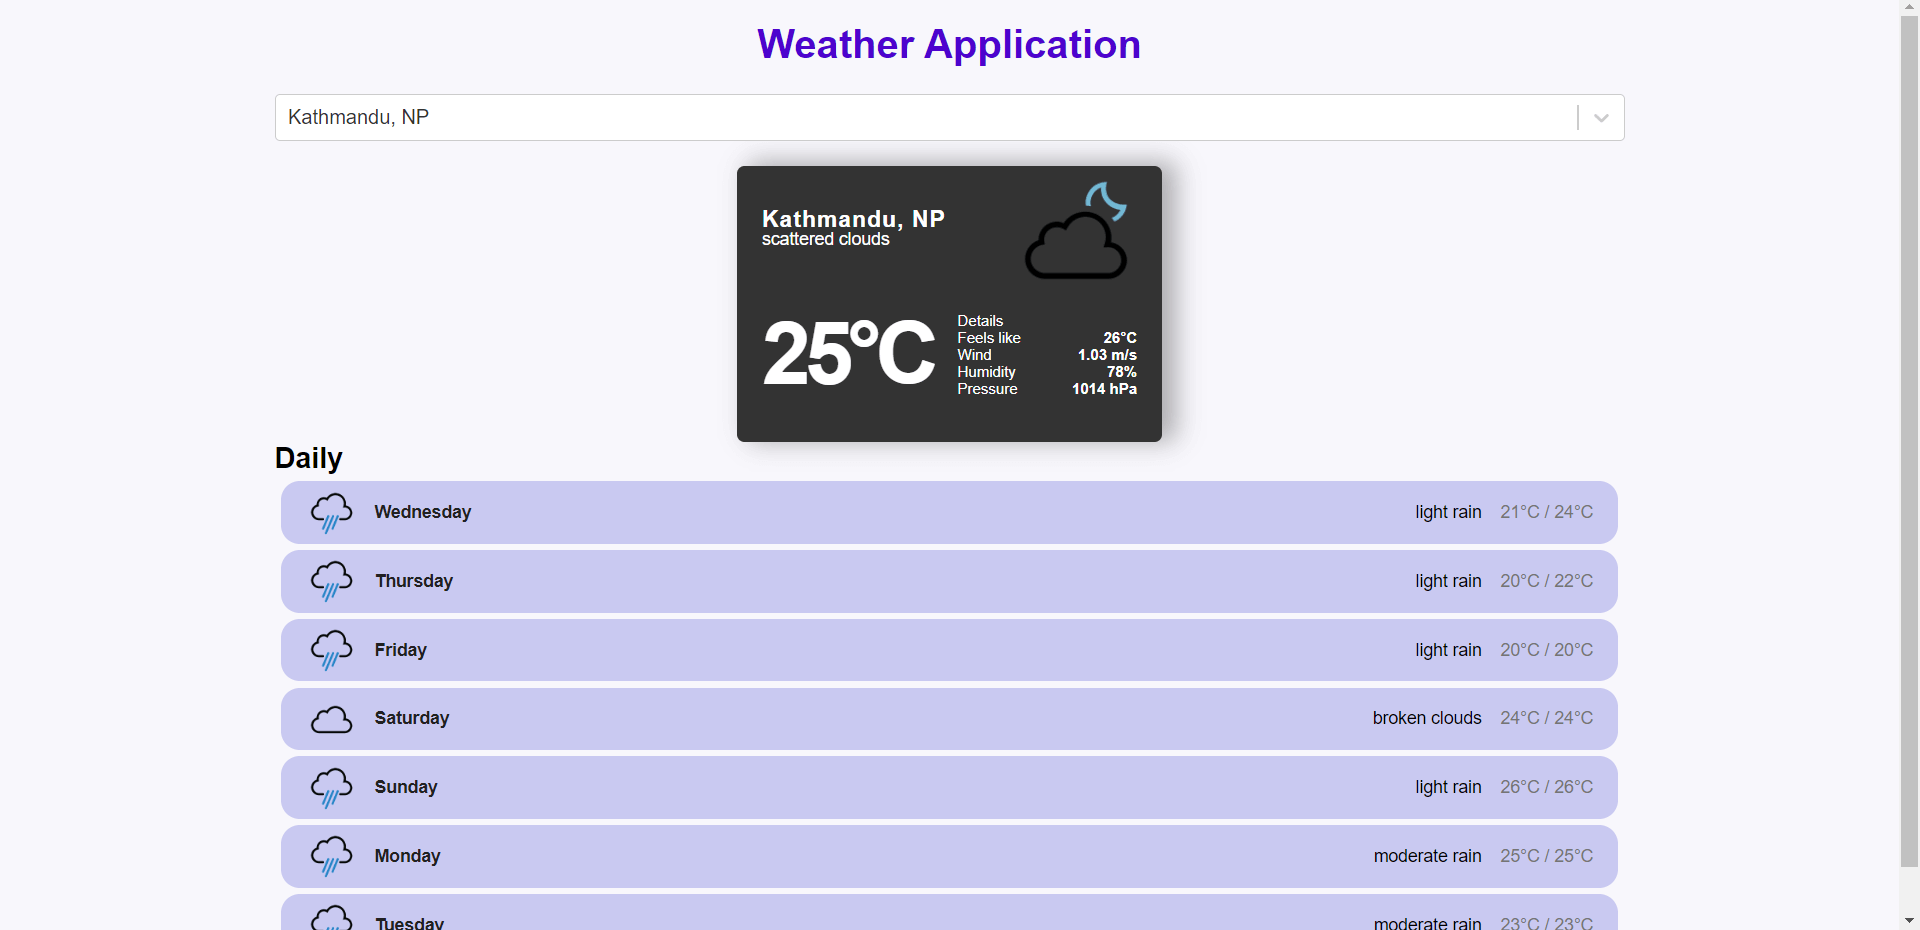 Weather Application
Kathmandu, NP
Kathmandu, NP
scattered clouds
25°C
Details
Feels like 26°C
Wind 1.03 m/s
Humidity 78%
Pressure 1014 hPa
Daily
Wednesday light rain 21°C / 24°C
Thursday light rain 20°C / 22°C
Friday light rain 20°C / 20°C
Saturday broken clouds 24°C / 24°C
Sunday light rain 26°C / 26°C
Monday moderate rain 25°C / 25°C
Tuesday moderate rain 23°C / 23°C